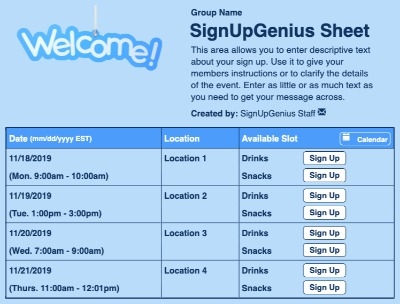 Welcome!
Group Name
SignUpGenius Sheet
This area allows you to enter descriptive text
about your sign up. Use it to give your
members instructions or to clarify the details
of the event. Enter as little or as much text as
you need to get your message across.
Created by: SignUpGenius Staff
Date (mm/dd/yyyy EST) Location Available Slot Calendar
11/18/2019 Location 1 Drinks Sign Up
(Mon. 9:00am - 10:00am) Snacks Sign Up
11/19/2019 Location 2 Drinks Sign Up
(Tue. 1:00pm - 3:00pm) Snacks Sign Up
11/20/2019 Location 3 Drinks Sign Up
(Wed. 7:00am - 9:00am) Snacks Sign Up
11/21/2019 Location 4 Drinks Sign Up
(Thurs. 11:00am - 12:01pm) Snacks Sign Up